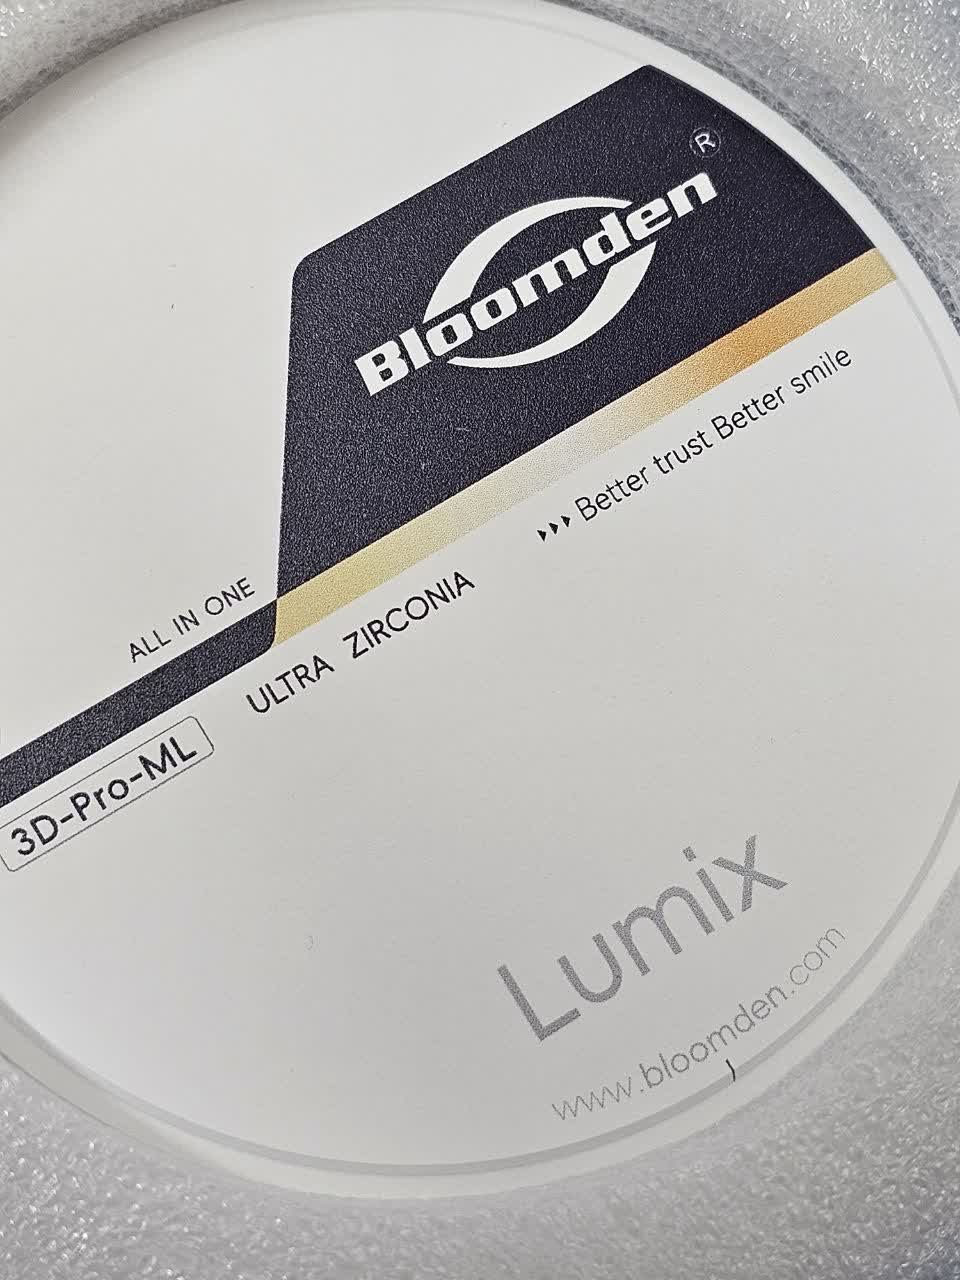 Bloomden®
Better trust Better smile
ALL IN ONE
ULTRA ZIRCONIA
3D-Pro-ML
Lumix
www.bloomden.com